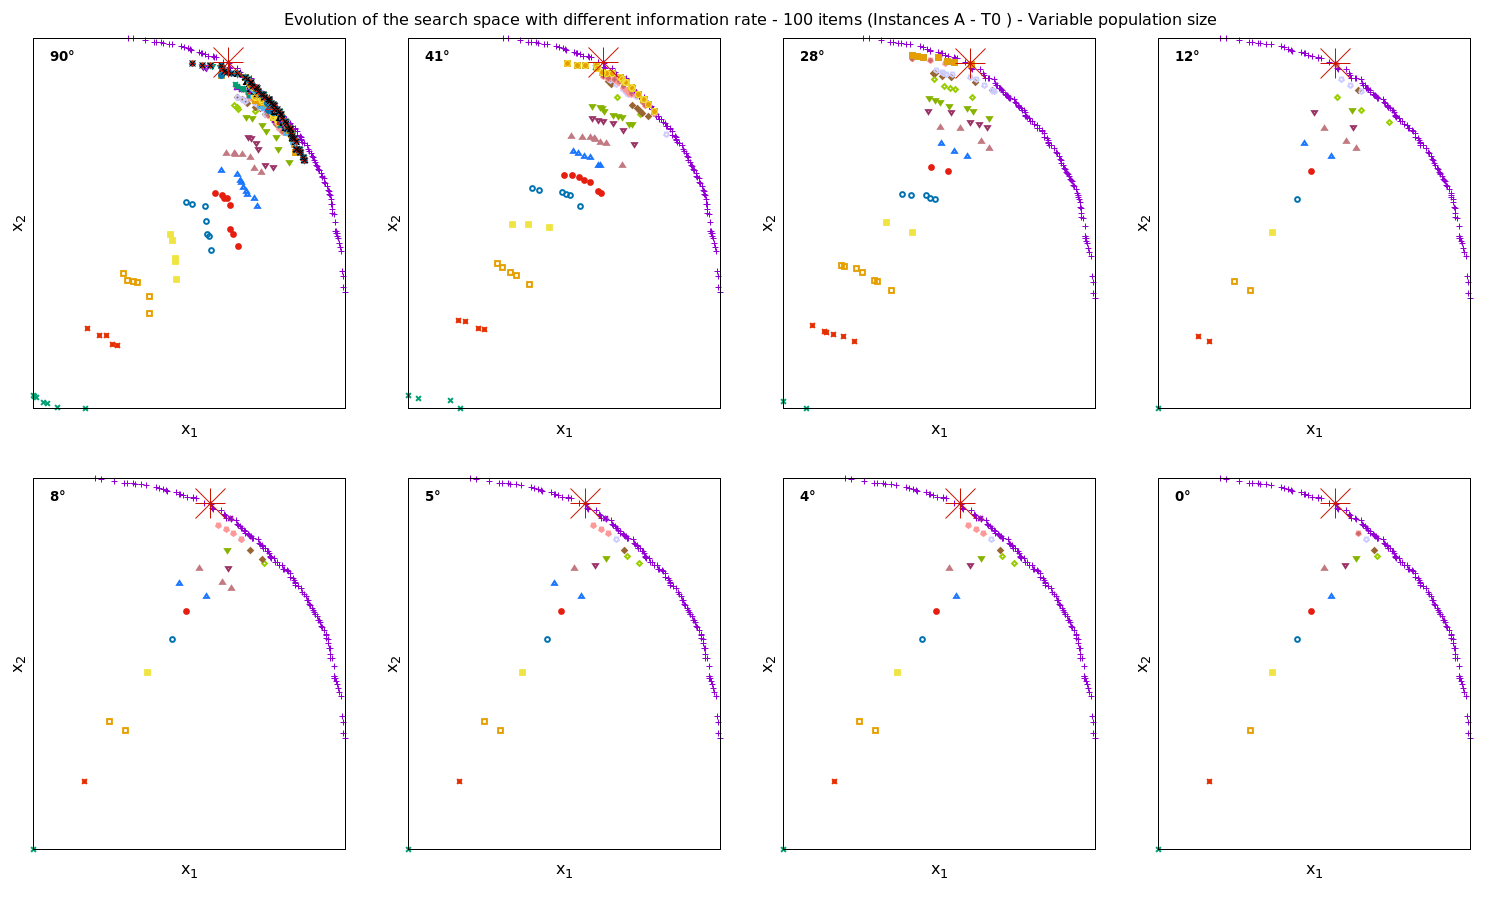 Evolution of the search space with different information rate - 100 items (Instances A - T0 ) - Variable population size
90°
41°
28°
12°
x2
x2
x2
x2
x1
x1
x1
x1
8°
5°
4°
0°
x2
x2
x2
x2
x1
x1
x1
x1